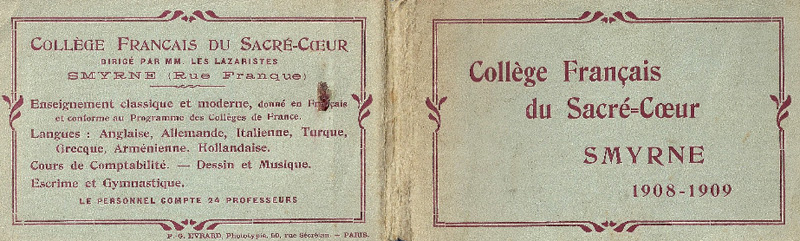 COLLÈGE FRANCAIS DU SACRÉ-CŒUR
DIRIGÉ PAR MM. LES LAZARISTES
SMYRNE (Rue Franque)
Enseignement classique et moderne, donné en Français
et conforme au Programme des Collèges de France.
Langues : Anglaise, Allemande, Italienne, Turque,
Grecque, Arménienne, Hollandaise.
Cours de Comptabilité. — Dessin et Musique.
Escrime et Gymnastique.
LE PERSONNEL COMPTE 24 PROFESSEURS
P.-G. EVRARD, Phototypie, 60, rue Sécrétan — PARIS.
Collège Français
du Sacré-Cœur
SMYRNE
1908-1909